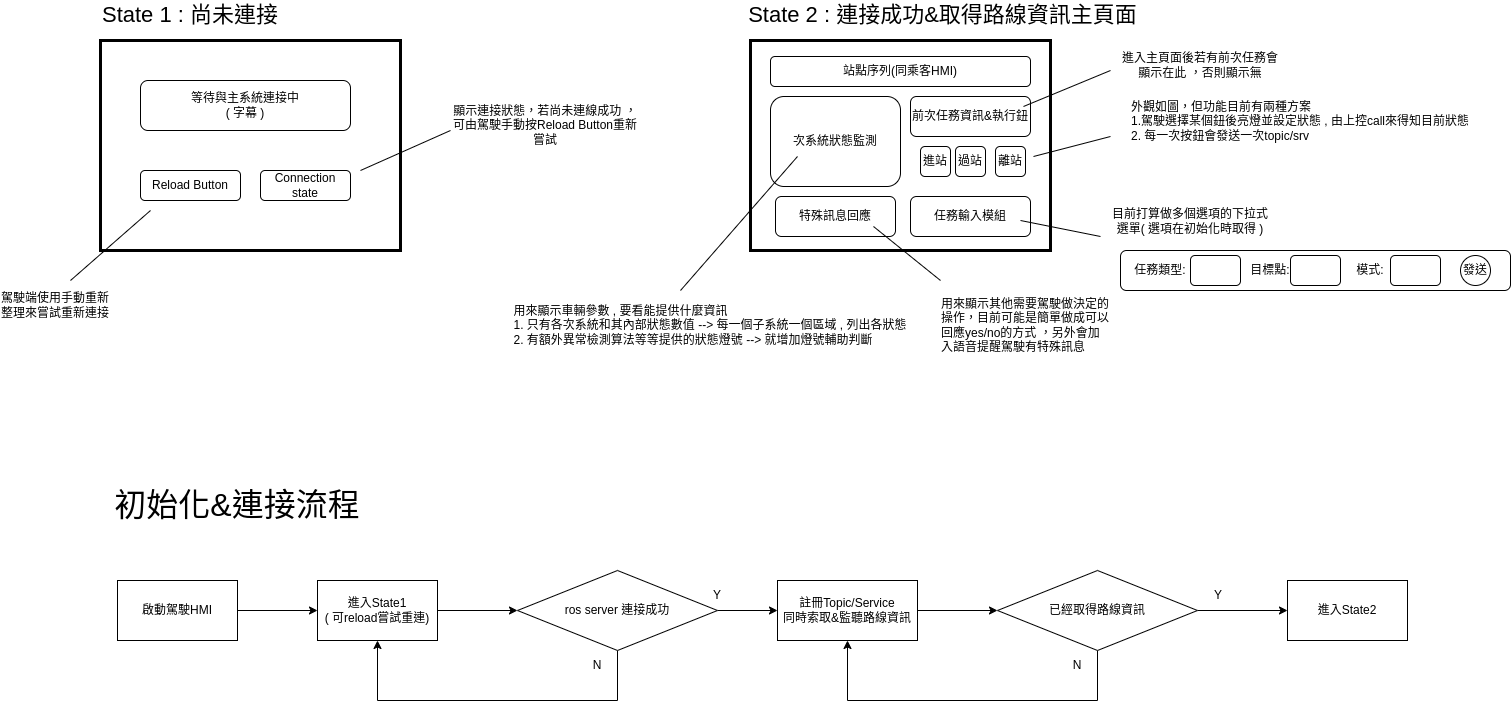 State 1 : 尚未連接
等待與主系統連接中
( 字幕 )
Reload Button
Connection
state
顯示連接狀態，若尚未連線成功 ，
可由駕駛手動按Reload Button重新
嘗試
駕駛端使用手動重新
整理來嘗試重新連接
State 2 : 連接成功&取得路線資訊主頁面
站點序列(同乘客HMI)
次系統狀態監測
前次任務資訊&執行鈕
進站
過站
離站
特殊訊息回應
任務輸入模組
進入主頁面後若有前次任務會
顯示在此 ，否則顯示無
外觀如圖，但功能目前有兩種方案
1.駕駛選擇某個鈕後亮燈並設定狀態 , 由上控call來得知目前狀態
2. 每一次按鈕會發送一次topic/srv
目前打算做多個選項的下拉式
選單( 選項在初始化時取得 )
任務類型:
目標點:
模式:
發送
用來顯示車輛參數 , 要看能提供什麼資訊
1. 只有各次系統和其內部狀態數值 --> 每一個子系統一個區域 , 列出各狀態
2. 有額外異常檢測算法等等提供的狀態燈號 --> 就增加燈號輔助判斷
用來顯示其他需要駕駛做決定的
操作，目前可能是簡單做成可以
回應yes/no的方式 ，另外會加
入語音提醒駕駛有特殊訊息
初始化&連接流程
啟動駕駛HMI
進入State1
( 可reload嘗試重連)
ros server 連接成功
Y
N
註冊Topic/Service
同時索取&監聽路線資訊
已經取得路線資訊
Y
N
進入State2